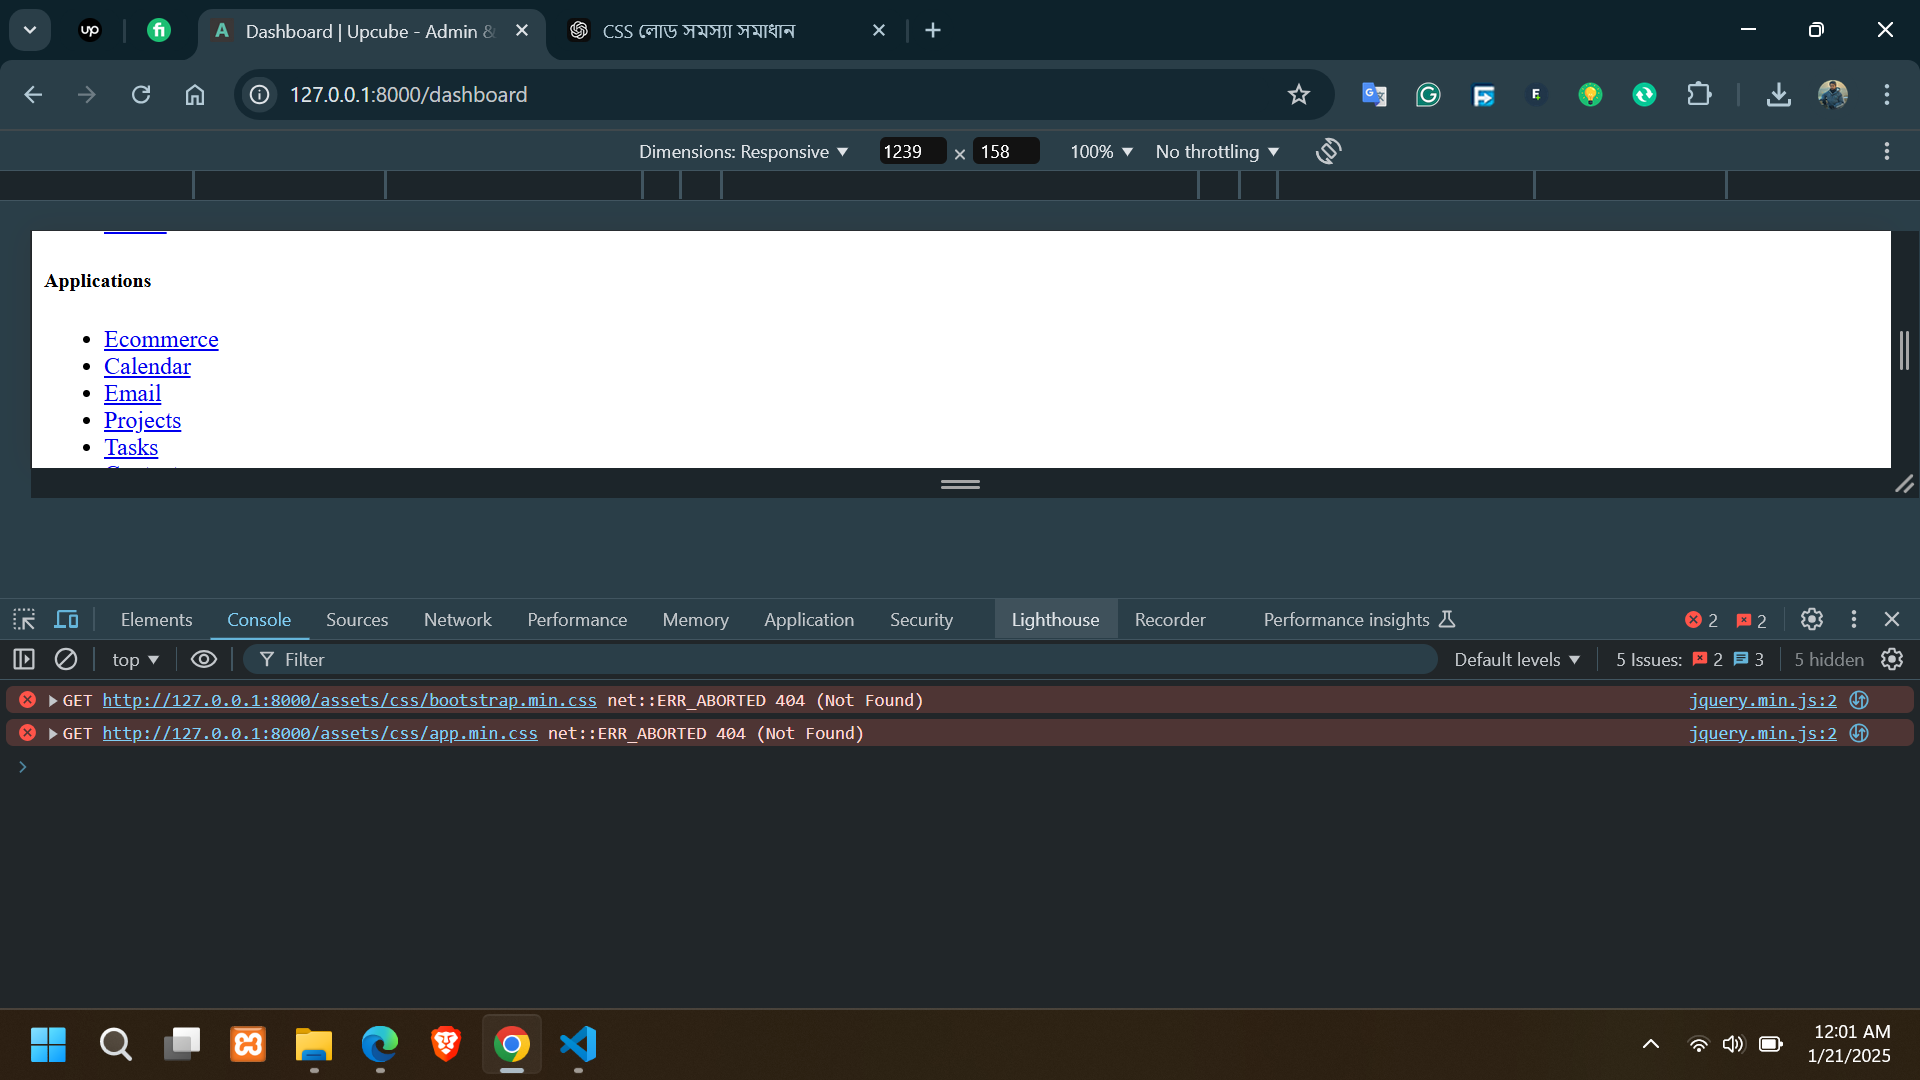 up
fi
A Dashboard | Upcube - Admin &
CSS লোড সমস্যা সমাধান
127.0.0.1:8000/dashboard
Dimensions: Responsive 1239 × 158 100% No throttling
Applications
Ecommerce
Calendar
Email
Projects
Tasks
Elements Console Sources Network Performance Memory Application Security Lighthouse Recorder Performance insights 2 2
top Filter Default levels 5 Issues: 2 3 5 hidden
GET http://127.0.0.1:8000/assets/css/bootstrap.min.css net::ERR_ABORTED 404 (Not Found) jquery.min.js:2
GET http://127.0.0.1:8000/assets/css/app.min.css net::ERR_ABORTED 404 (Not Found) jquery.min.js:2
12:01 AM
1/21/2025